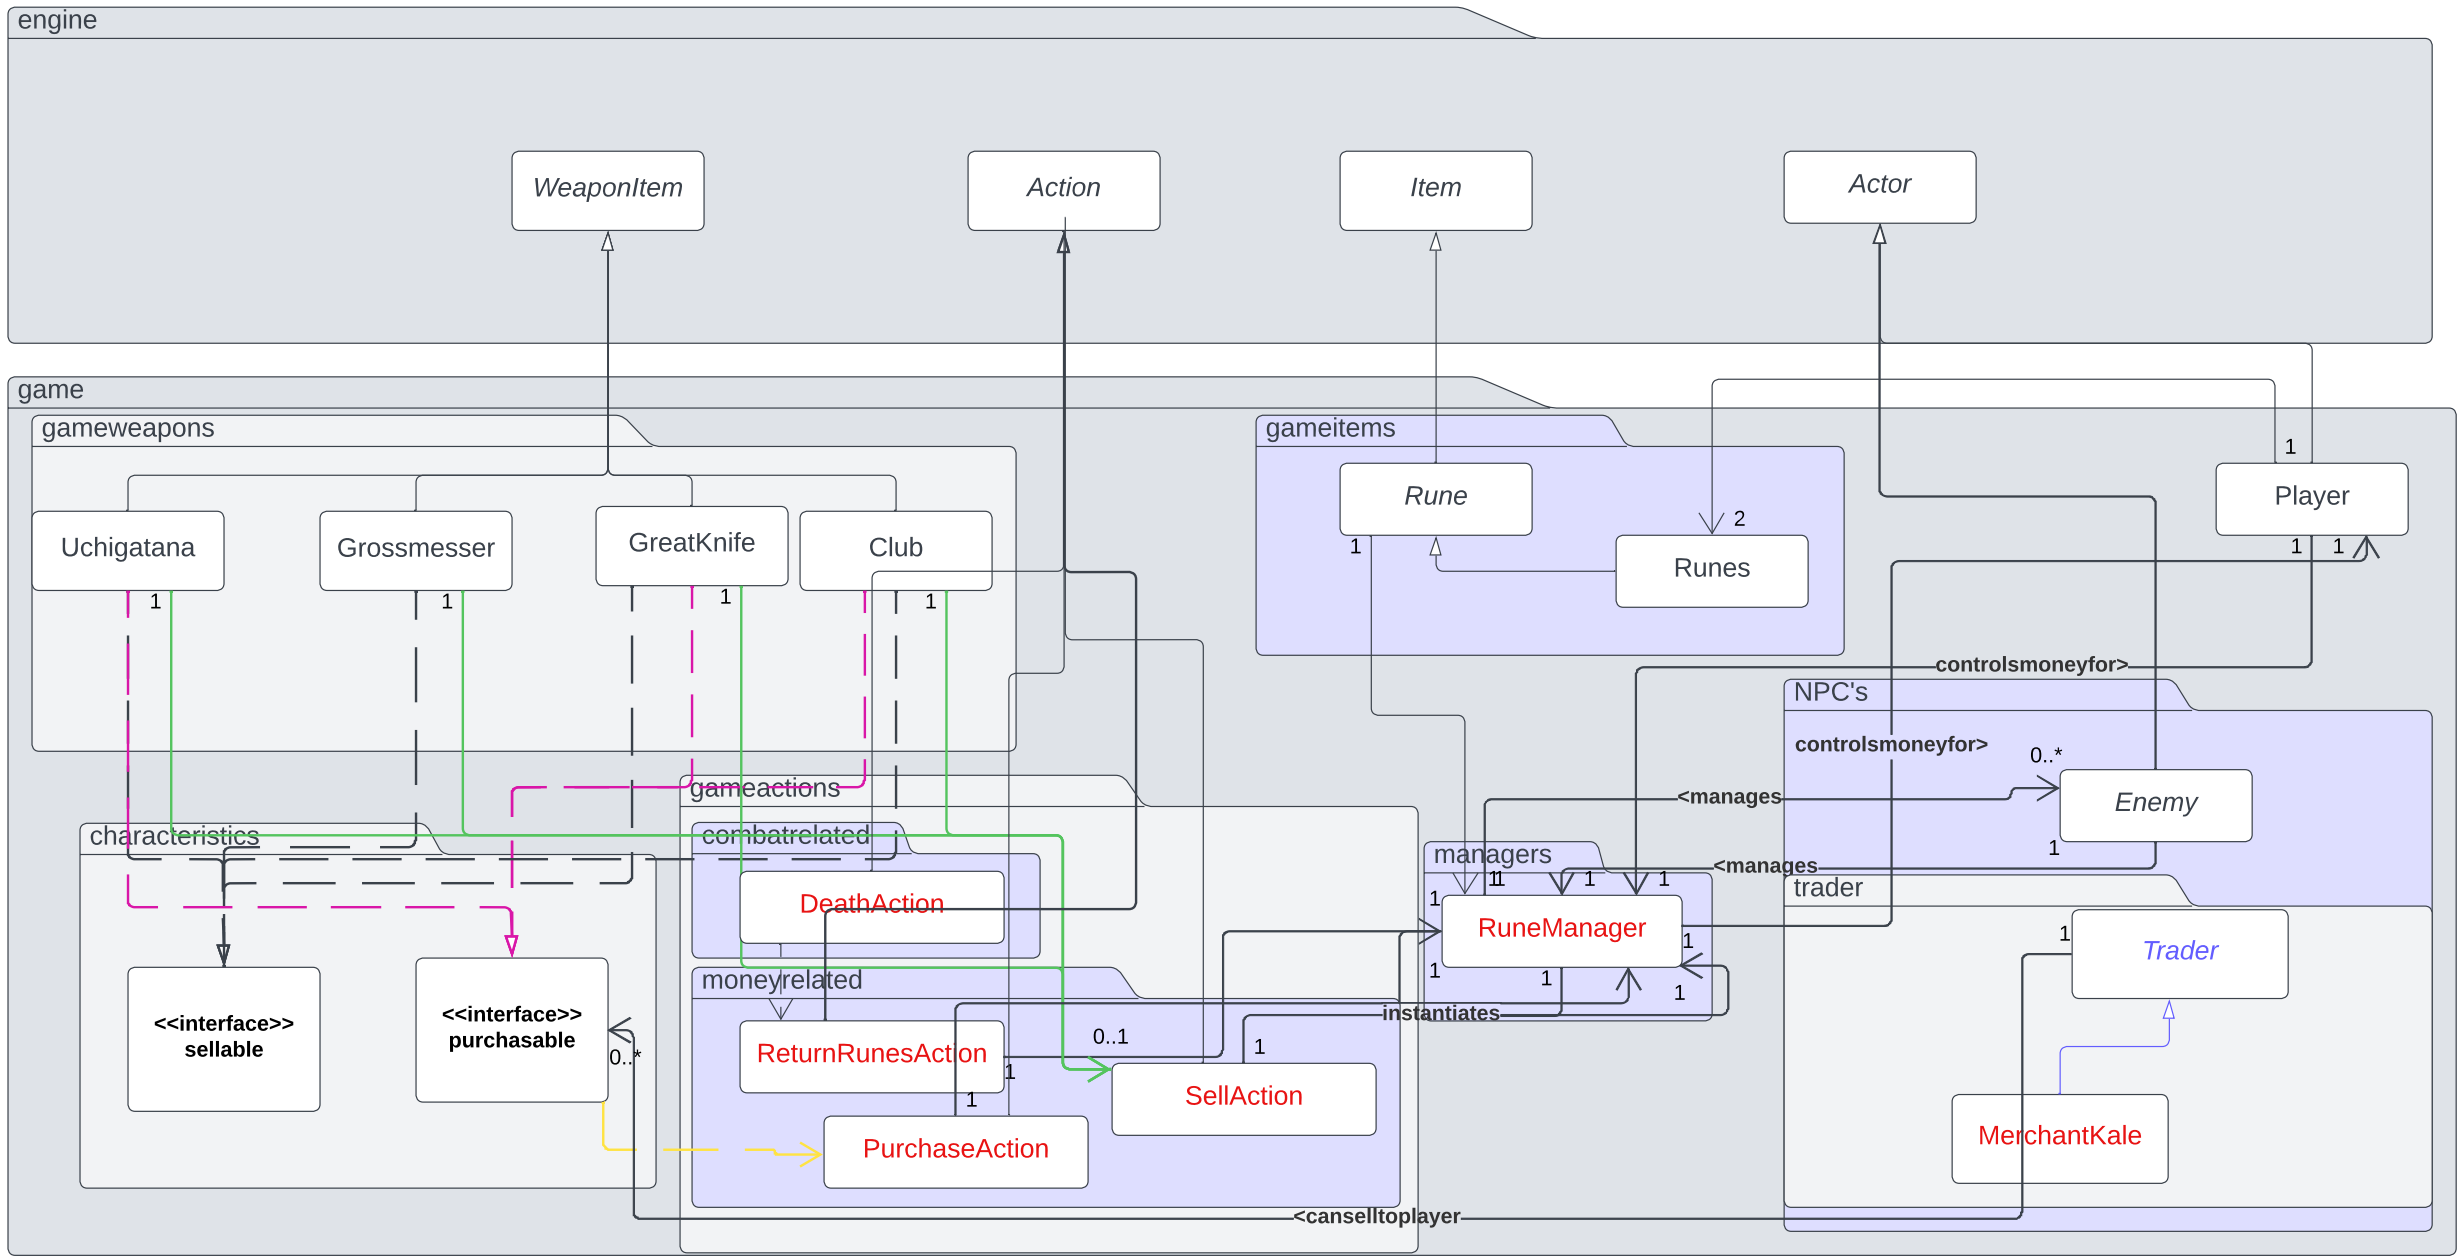 engine
WeaponItem
Action
Item
Actor
game
gameweapons
gameitems
1
Uchigatana
Grossmesser
GreatKnife
Club
Rune
Runes
2
Player
1
1
1
1
1
1
1
1
controlsmoneyfor>
NPC's
controlsmoneyfor>
0..*
gameactions
<manages
Enemy
characteristics
combatrelated
managers
<manages
1
trader
DeathAction
1
1
1
1
1
RuneManager
1
1
1
1
Trader
1
moneyrelated
1
instantiates
<<interface>>
sellable
<<interface>>
purchasable
0..*
ReturnRunesAction
0..1
1
1
1
SellAction
PurchaseAction
MerchantKale
<canselltoplayer